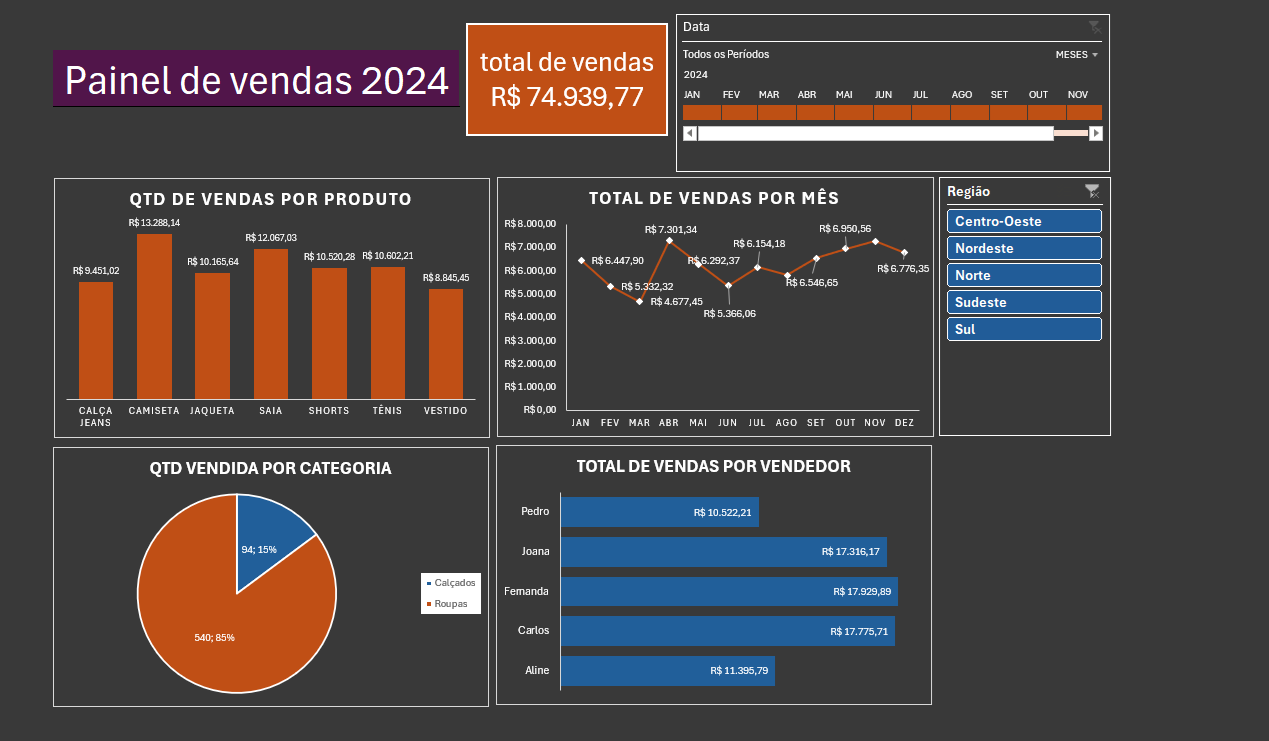 Painel de vendas 2024
total de vendas
R$ 74.939,77
Data
Todos os Períodos
MESES
2024
JAN FEV MAR ABR MAI JUN JUL AGO SET OUT NOV
QTD DE VENDAS POR PRODUTO
R$ 9.451,02
R$ 13.288,14
R$ 10.165,64
R$ 12.067,03
R$ 10.520,28
R$ 10.602,21
R$ 8.845,45
CALÇA JEANS
CAMISETA
JAQUETA
SAIA
SHORTS
TÊNIS
VESTIDO
TOTAL DE VENDAS POR MÊS
R$ 8.000,00
R$ 7.000,00
R$ 6.000,00
R$ 5.000,00
R$ 4.000,00
R$ 3.000,00
R$ 2.000,00
R$ 1.000,00
R$ 0,00
R$ 6.447,90
R$ 5.332,32
R$ 4.677,45
R$ 7.301,34
R$ 6.292,37
R$ 5.366,06
R$ 6.154,18
R$ 6.546,65
R$ 6.950,56
R$ 6.776,35
JAN FEV MAR ABR MAI JUN JUL AGO SET OUT NOV DEZ
Região
Centro-Oeste
Nordeste
Norte
Sudeste
Sul
QTD VENDIDA POR CATEGORIA
94; 15%
540; 85%
Calçados
Roupas
TOTAL DE VENDAS POR VENDEDOR
Pedro R$ 10.522,21
Joana R$ 17.316,17
Fernanda R$ 17.929,89
Carlos R$ 17.775,71
Aline R$ 11.395,79